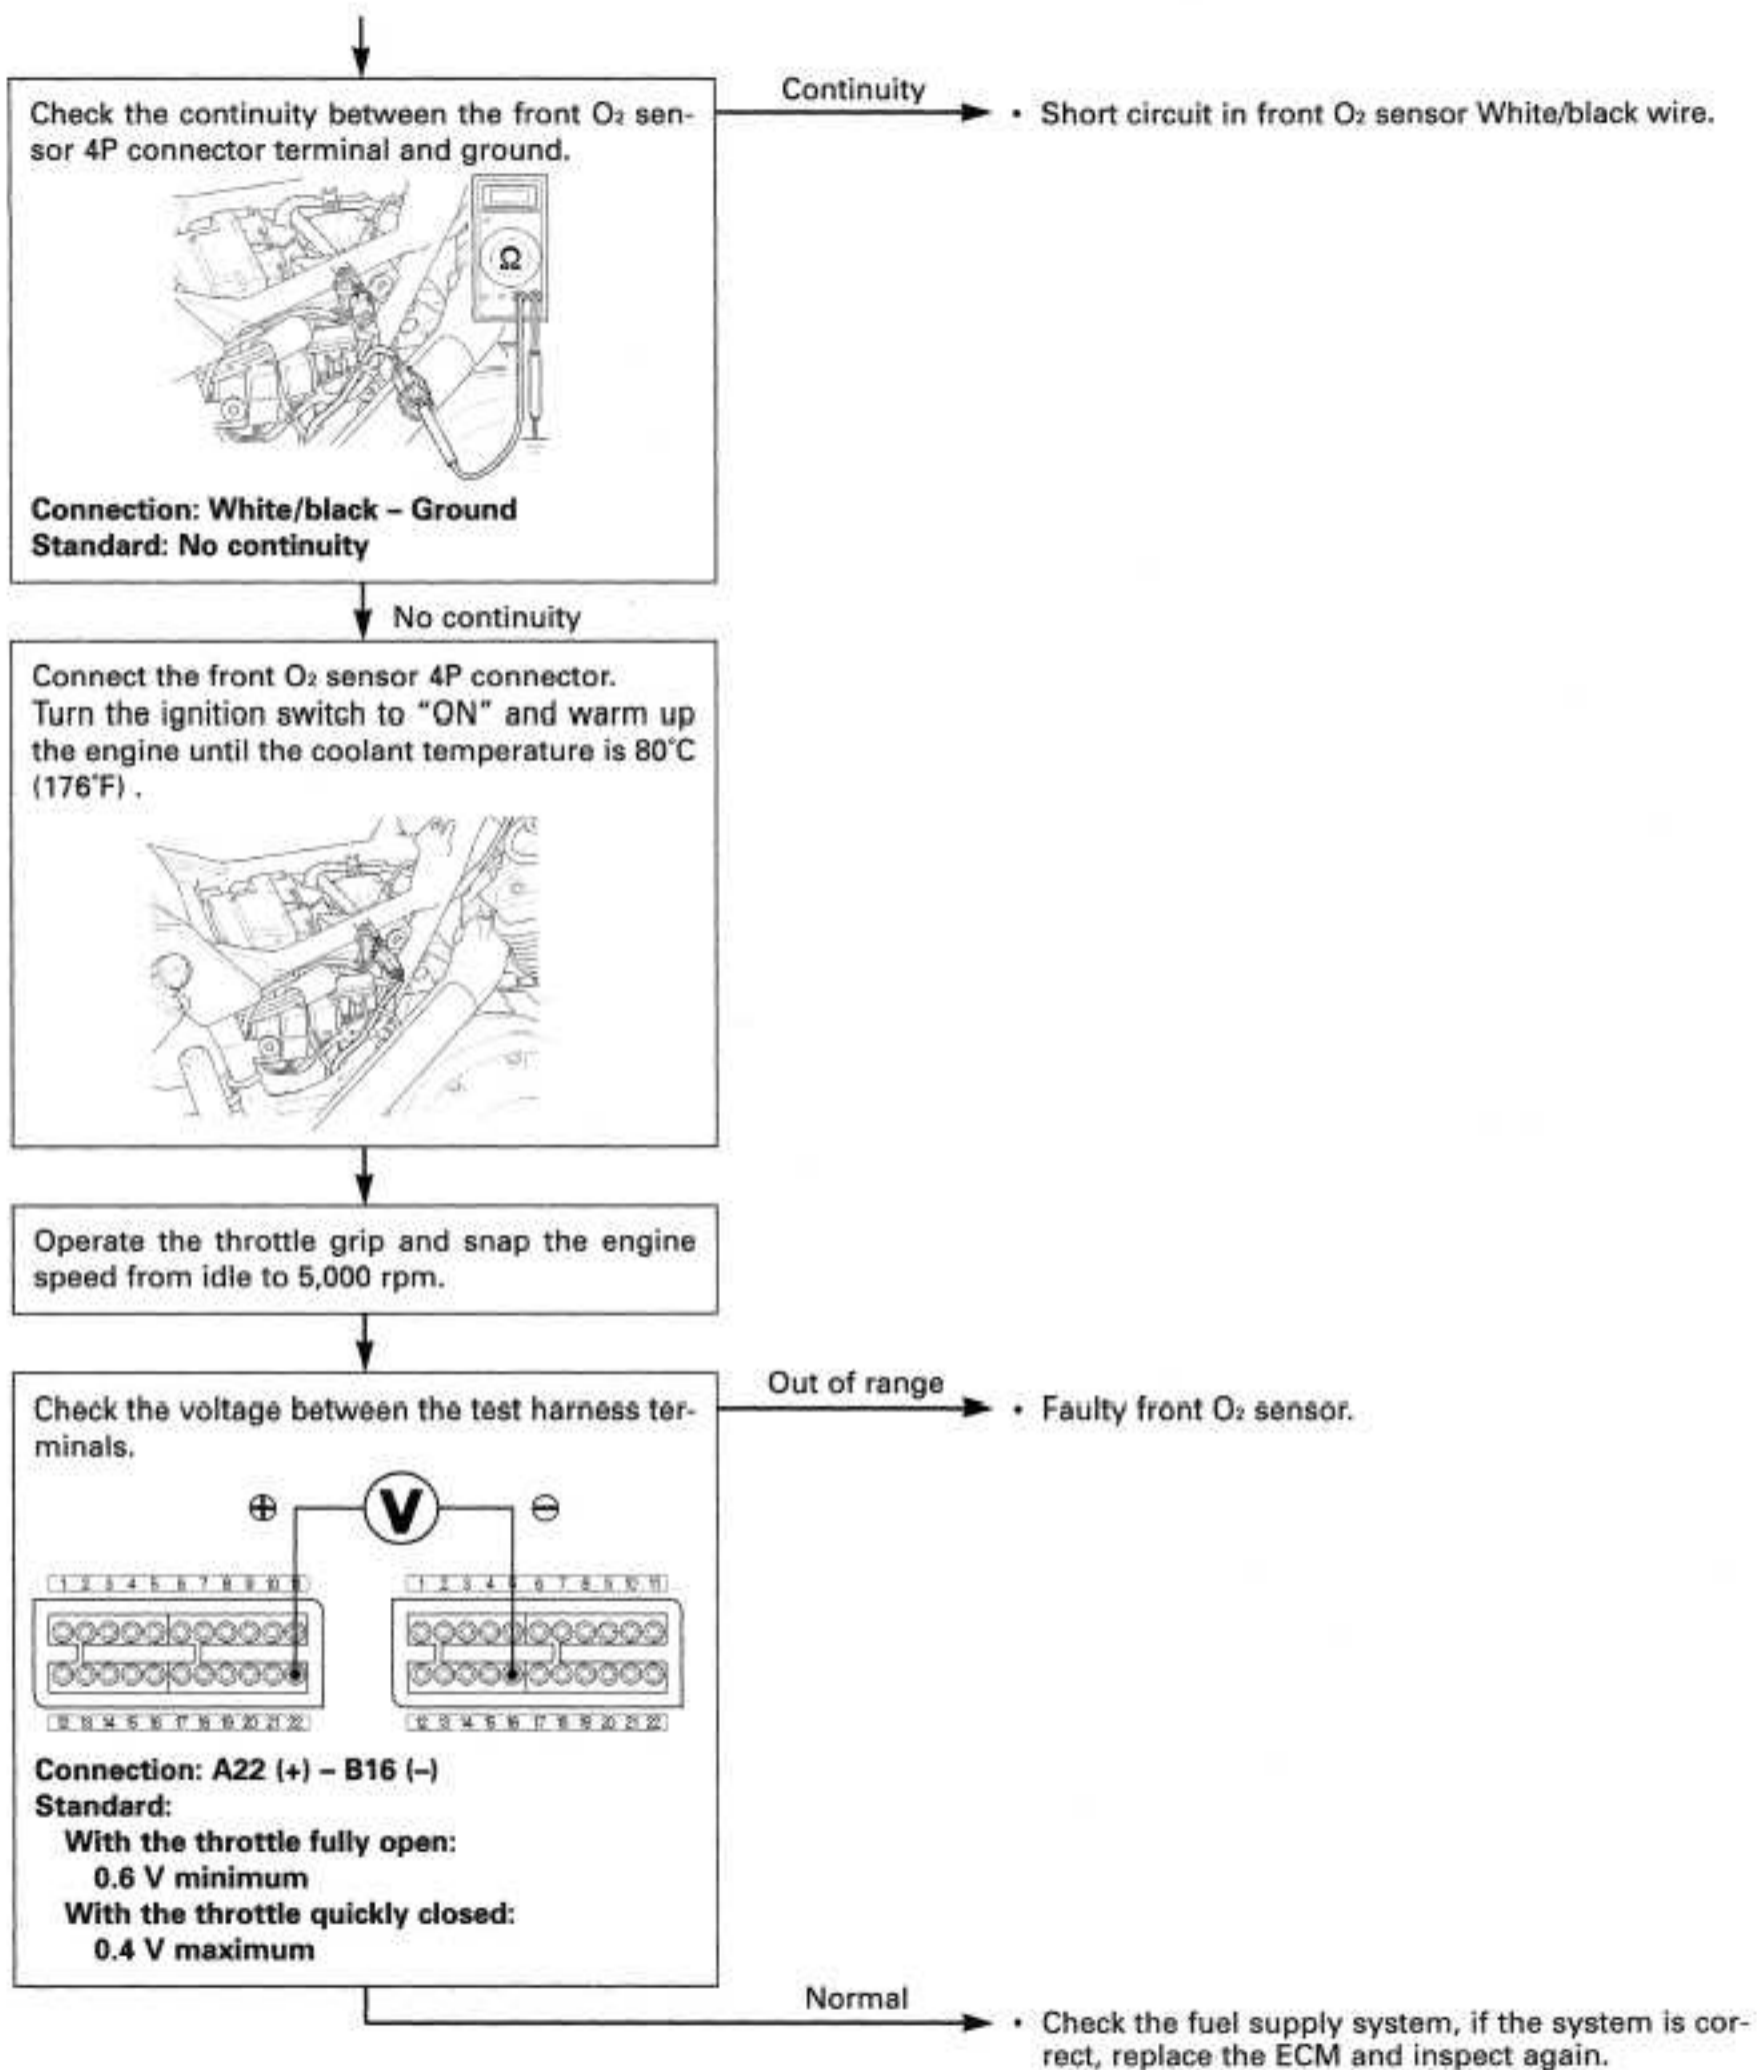 Continuity
Check the continuity between the front O₂ sen-
sor 4P connector terminal and ground.
• Short circuit in front O₂ sensor White/black wire.
Ω
Connection: White/black – Ground
Standard: No continuity
No continuity
Connect the front O₂ sensor 4P connector.
Turn the ignition switch to “ON” and warm up
the engine until the coolant temperature is 80°C
(176°F) .
Operate the throttle grip and snap the engine
speed from idle to 5,000 rpm.
Out of range
Check the voltage between the test harness ter-
minals.
• Faulty front O₂ sensor.
⊕ V ⊖
1 2 3 4 5 6 7 8 9 10 11
1 2 3 4 5 6 7 8 9 10 11
12 13 14 15 16 17 18 19 20 21 22
12 13 14 15 16 17 18 19 20 21 22
Connection: A22 (+) – B16 (–)
Standard:
With the throttle fully open:
0.6 V minimum
With the throttle quickly closed:
0.4 V maximum
Normal
• Check the fuel supply system, if the system is cor-
rect, replace the ECM and inspect again.